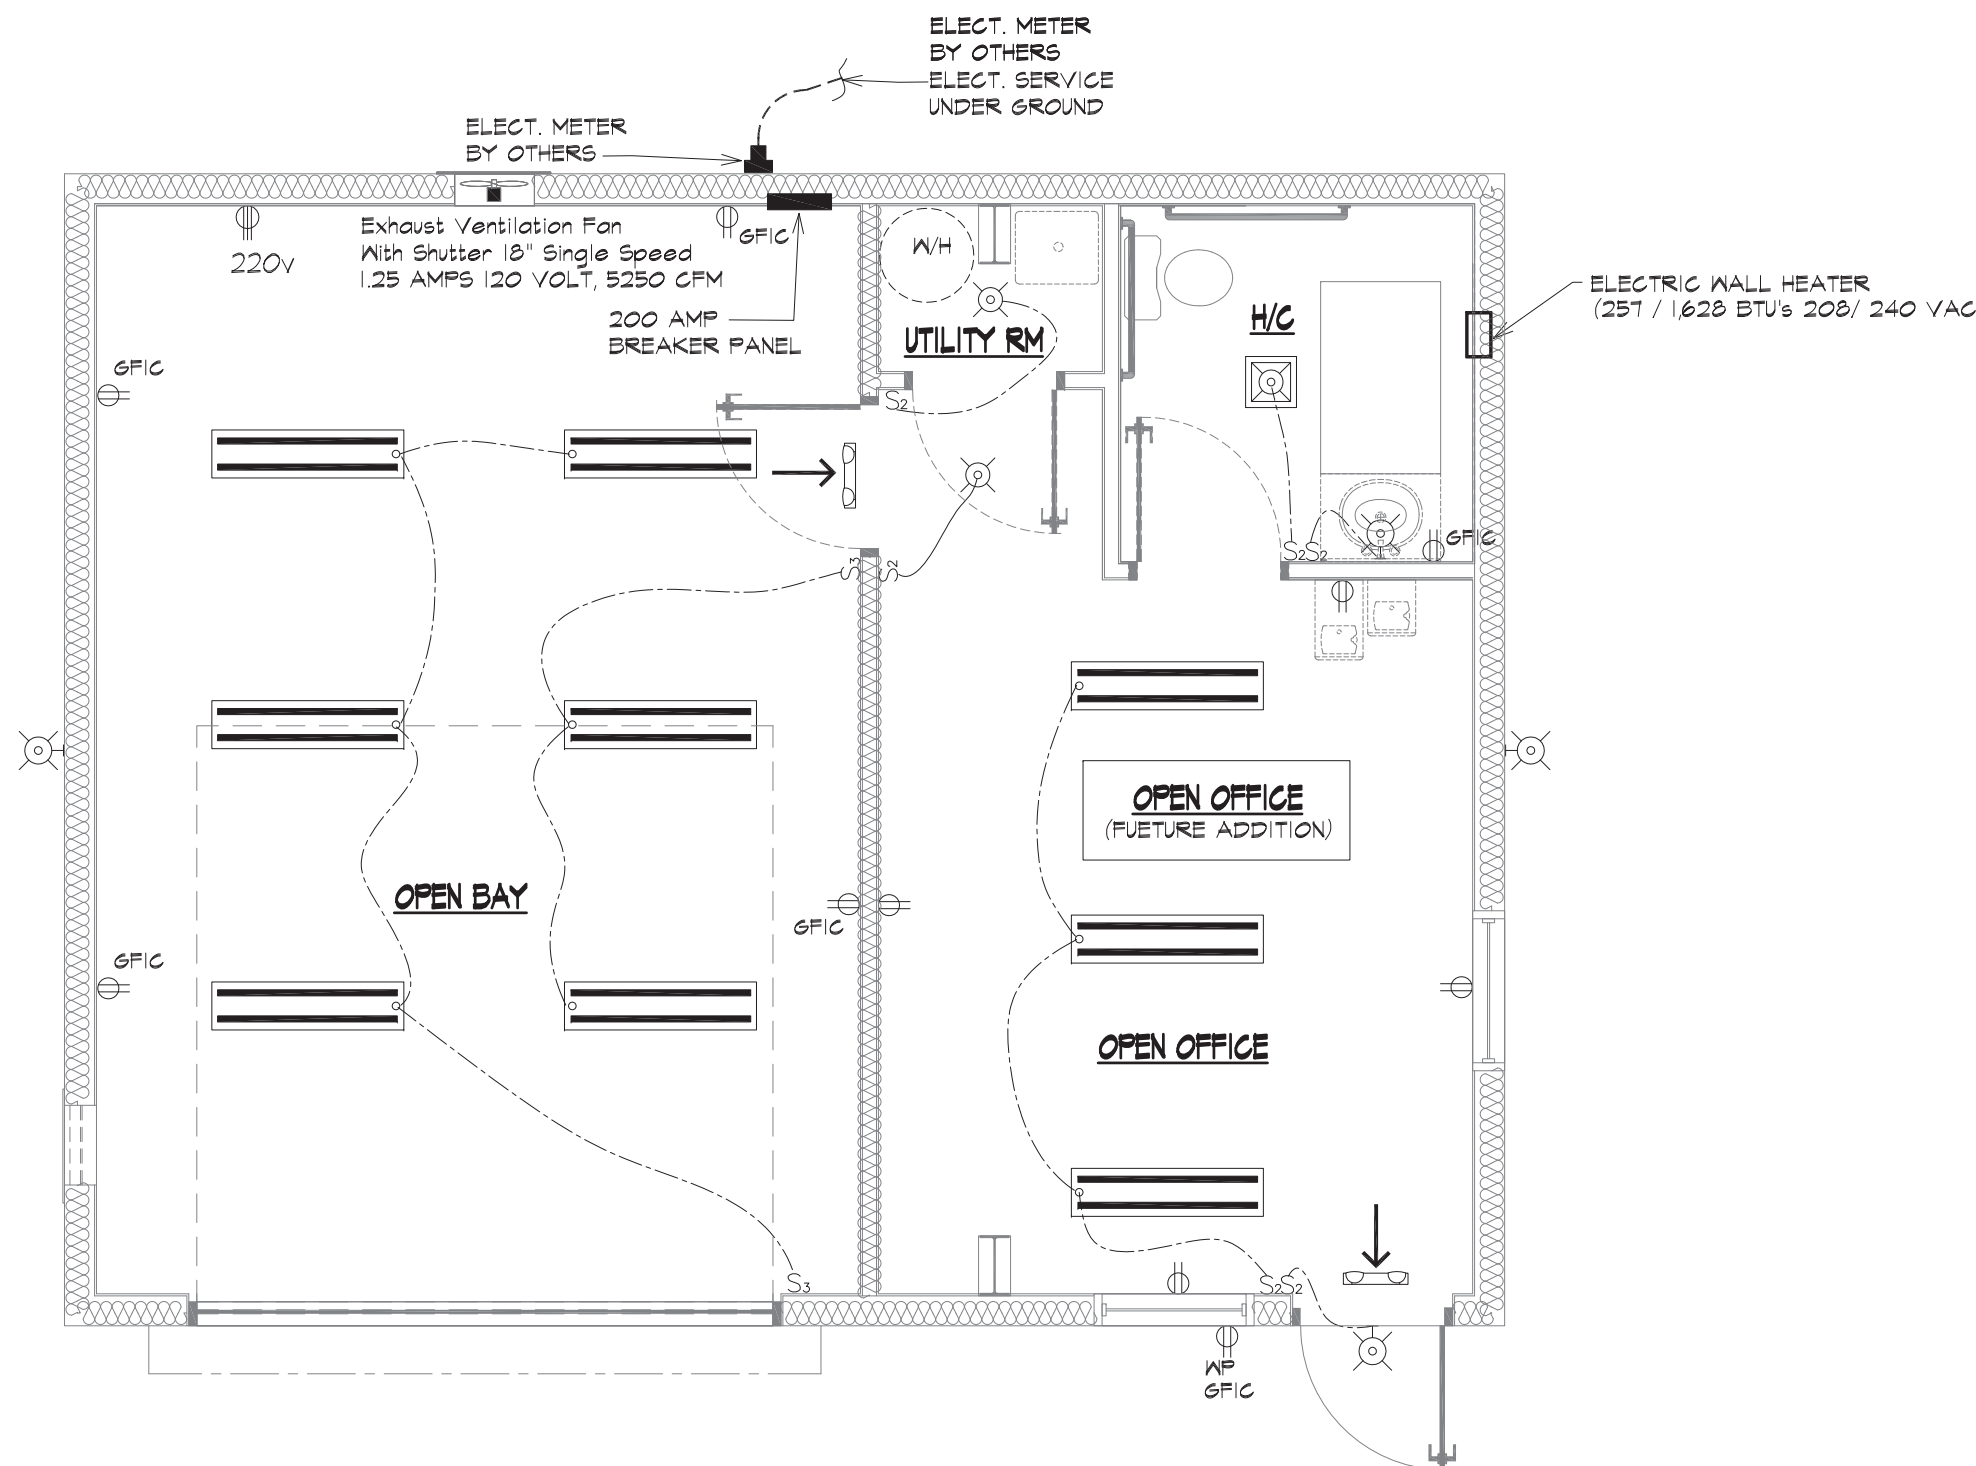 ELECT. METER
BY OTHERS
ELECT. SERVICE
UNDER GROUND
ELECT. METER
BY OTHERS
Exhaust Ventilation Fan
With Shutter 18" Single Speed
1.25 AMPS 120 VOLT, 5250 CFM
220v
GFIC
200 AMP
BREAKER PANEL
W/H
UTILITY RM
H/C
ELECTRIC WALL HEATER
(257 / 1,628 BTU's 208/ 240 VAC
GFIC
S2
S2S2
GFIC
S3
S2
OPEN OFFICE
(FUETURE ADDITION)
OPEN BAY
GFIC
GFIC
OPEN OFFICE
S3
S2S2
WP
GFIC